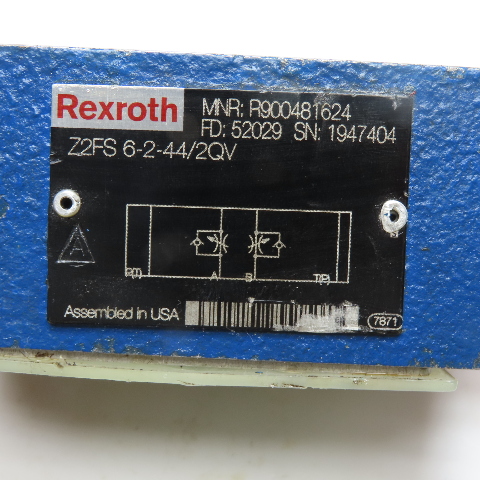 Rexroth
MNR: R900481624
FD: 52029 SN: 1947404
Z2FS 6-2-44/2QV
A
A B T(P)
Assembled in USA
7871